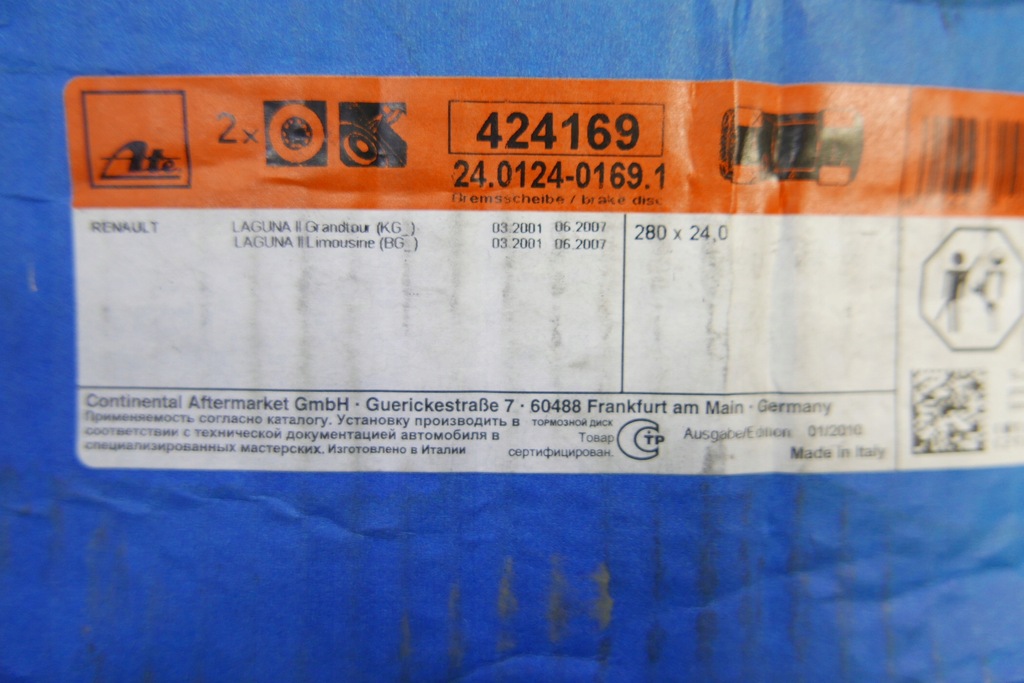 Ate
2x
424169
24.0124-0169.1
Bremsscheibe / brake disc
RENAULT LAGUNA II Grandtour (KG_) 03.2001 06.2007
LAGUNA II Limousine (BG_) 03.2001 06.2007
280 x 24,0
Continental Aftermarket GmbH · Guerickestraße 7 · 60488 Frankfurt am Main · Germany
Применяемость согласно каталогу. Установку производить в
соответствии с технической документацией автомобиля в
специализированных мастерских. Изготовлено в Италии
тормозной диск
Товар
сертифицирован.
СТР
Ausgabe/Edition 01/2010
Made in Italy